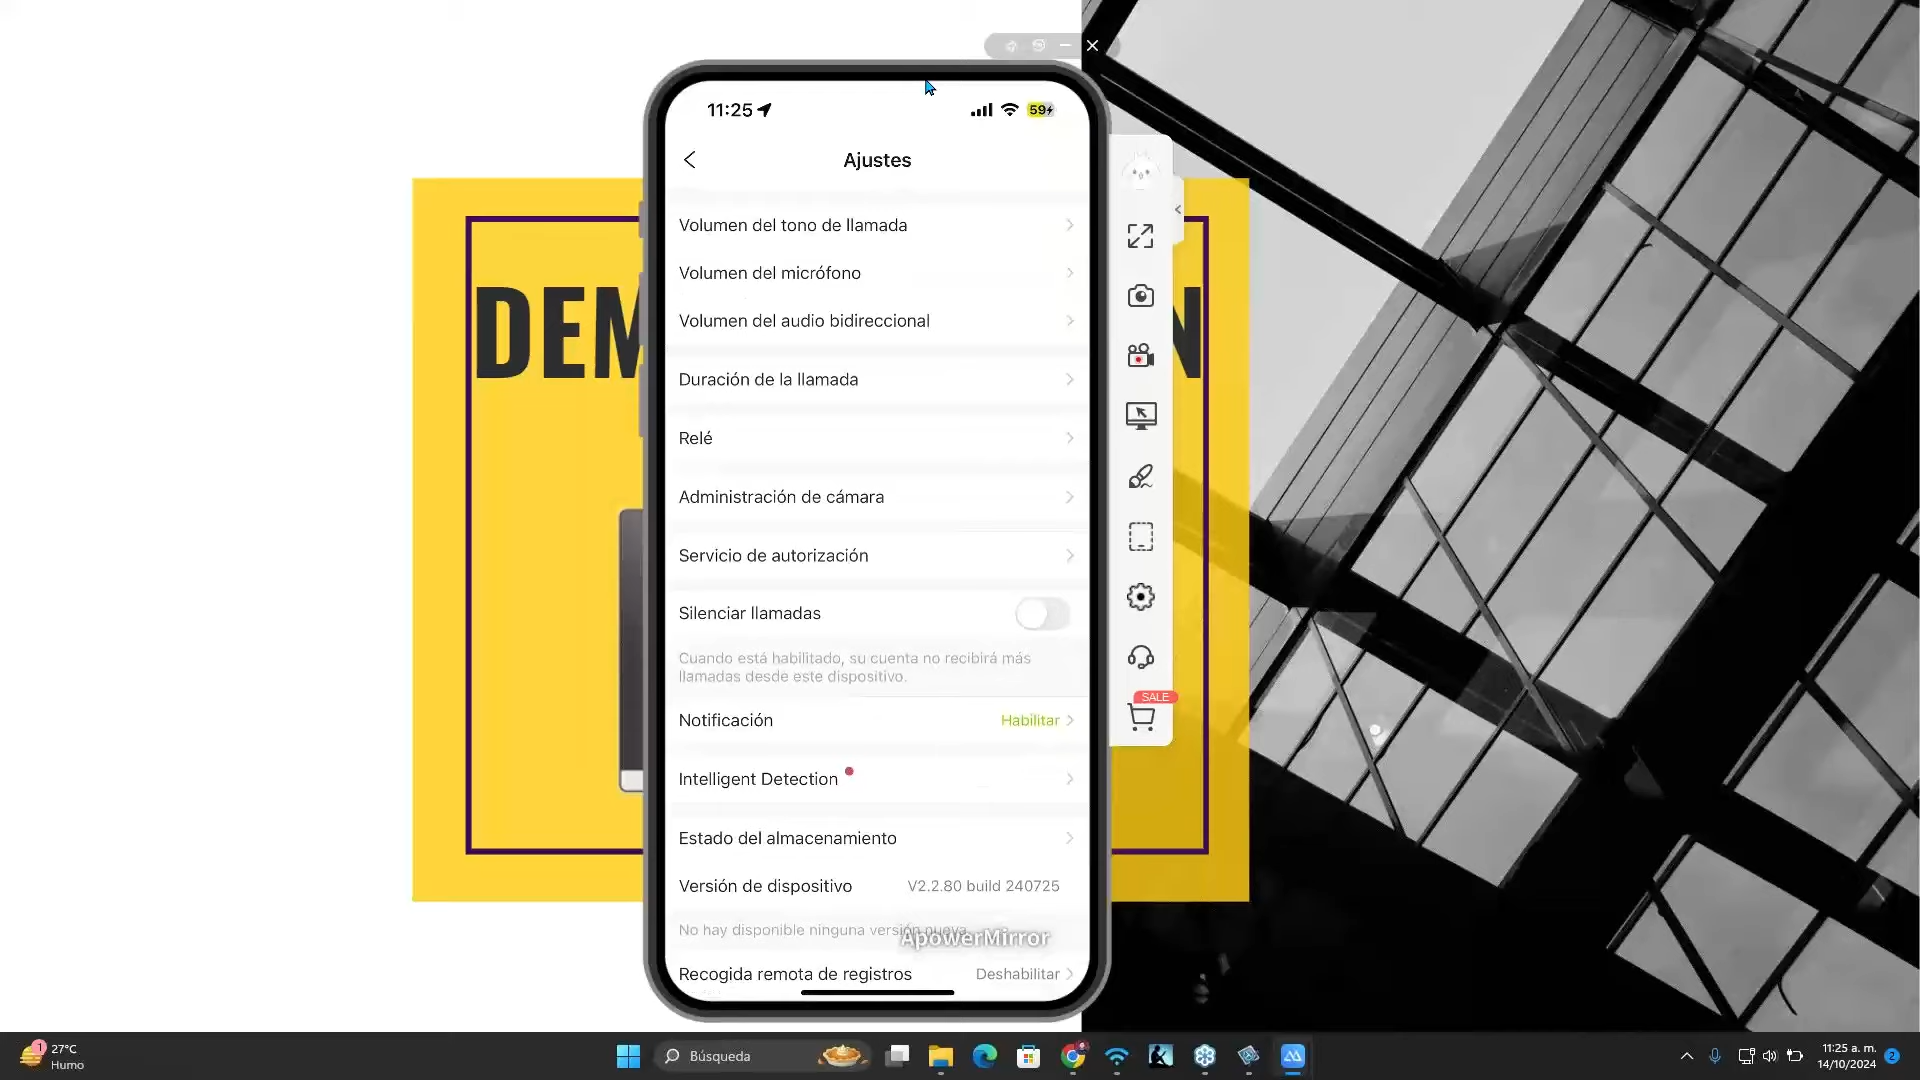 11:25
59
Ajustes
Volumen del tono de llamada
Volumen del micrófono
Volumen del audio bidireccional
DEM
N
Duración de la llamada
Relé
Administración de cámara
Servicio de autorización
Silenciar llamadas
Cuando está habilitado, su cuenta no recibirá más
llamadas desde este dispositivo.
SALE
Notificación Habilitar
Intelligent Detection
Estado del almacenamiento
Versión de dispositivo V2.2.80 build 240725
No hay disponible ninguna versión nueva.
ApowerMirror
Recogida remota de registros Deshabilitar
1
27°C
Humo
Búsqueda
11:25 a. m.
14/10/2024
2